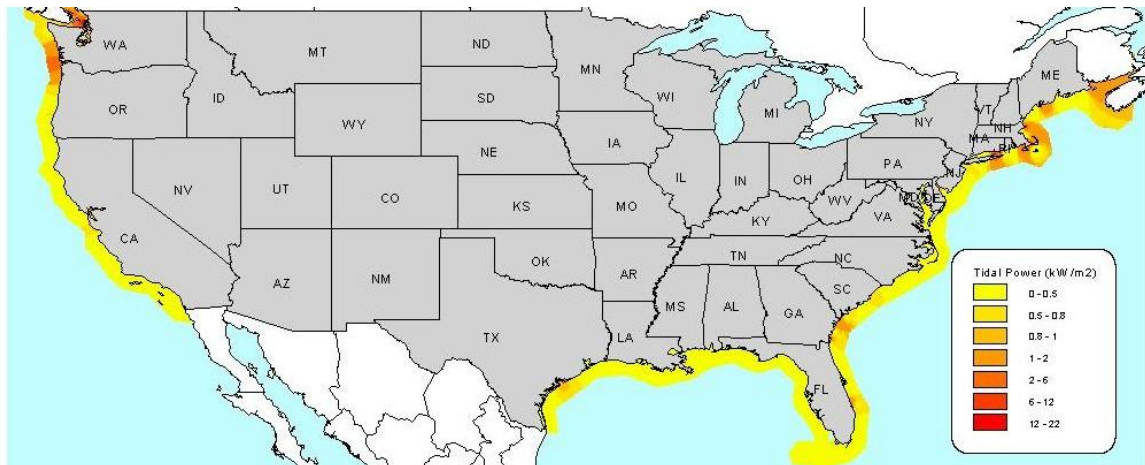 WA
MT
ND
MN
ME
OR
ID
SD
WI
MI
VT
NH
NY
MA
RI
WY
IA
NE
PA
NJ
NV
UT
CO
IL
IN
OH
MD
DE
WV
VA
CA
KS
MO
KY
AZ
NM
OK
AR
TN
NC
SC
MS
AL
GA
TX
LA
FL
Tidal Power (kW/m2)
0 - 0.5
0.5 - 0.8
0.8 - 1
1 - 2
2 - 6
6 - 12
12 - 22